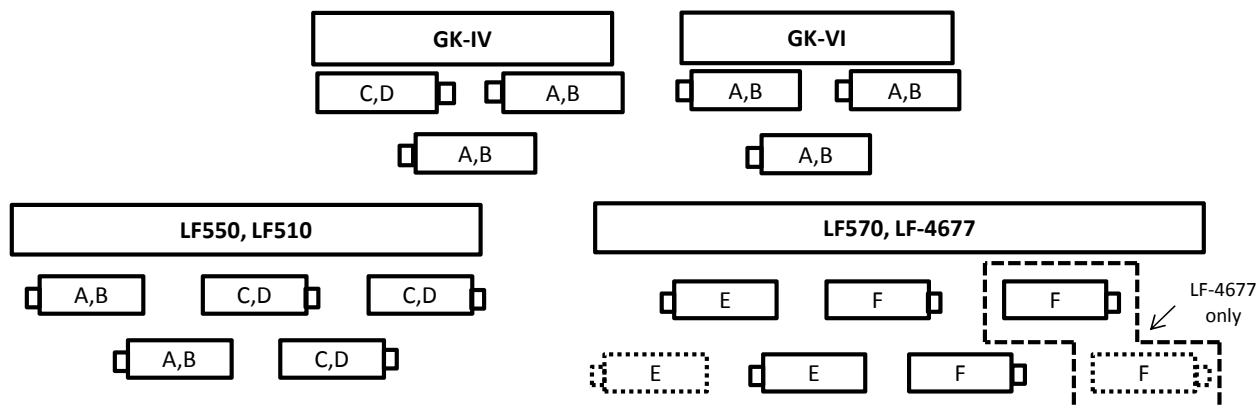 GK-IV
GK-VI
C,D
A,B
A,B
A,B
A,B
A,B
LF550, LF510
LF570, LF-4677
A,B
C,D
C,D
E
F
F
LF-4677
only
A,B
C,D
E
E
F
F